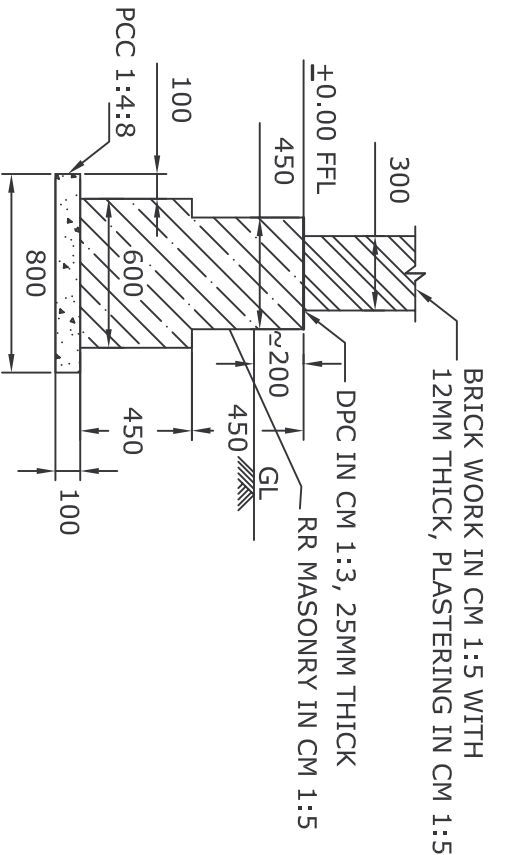 BRICK WORK IN CM 1:5 WITH
12MM THICK, PLASTERING IN CM 1:5
300
±0.00 FFL
DPC IN CM 1:3, 25MM THICK
450
~200
RR MASONRY IN CM 1:5
GL
450
100
600
450
PCC 1:4:8
800
100